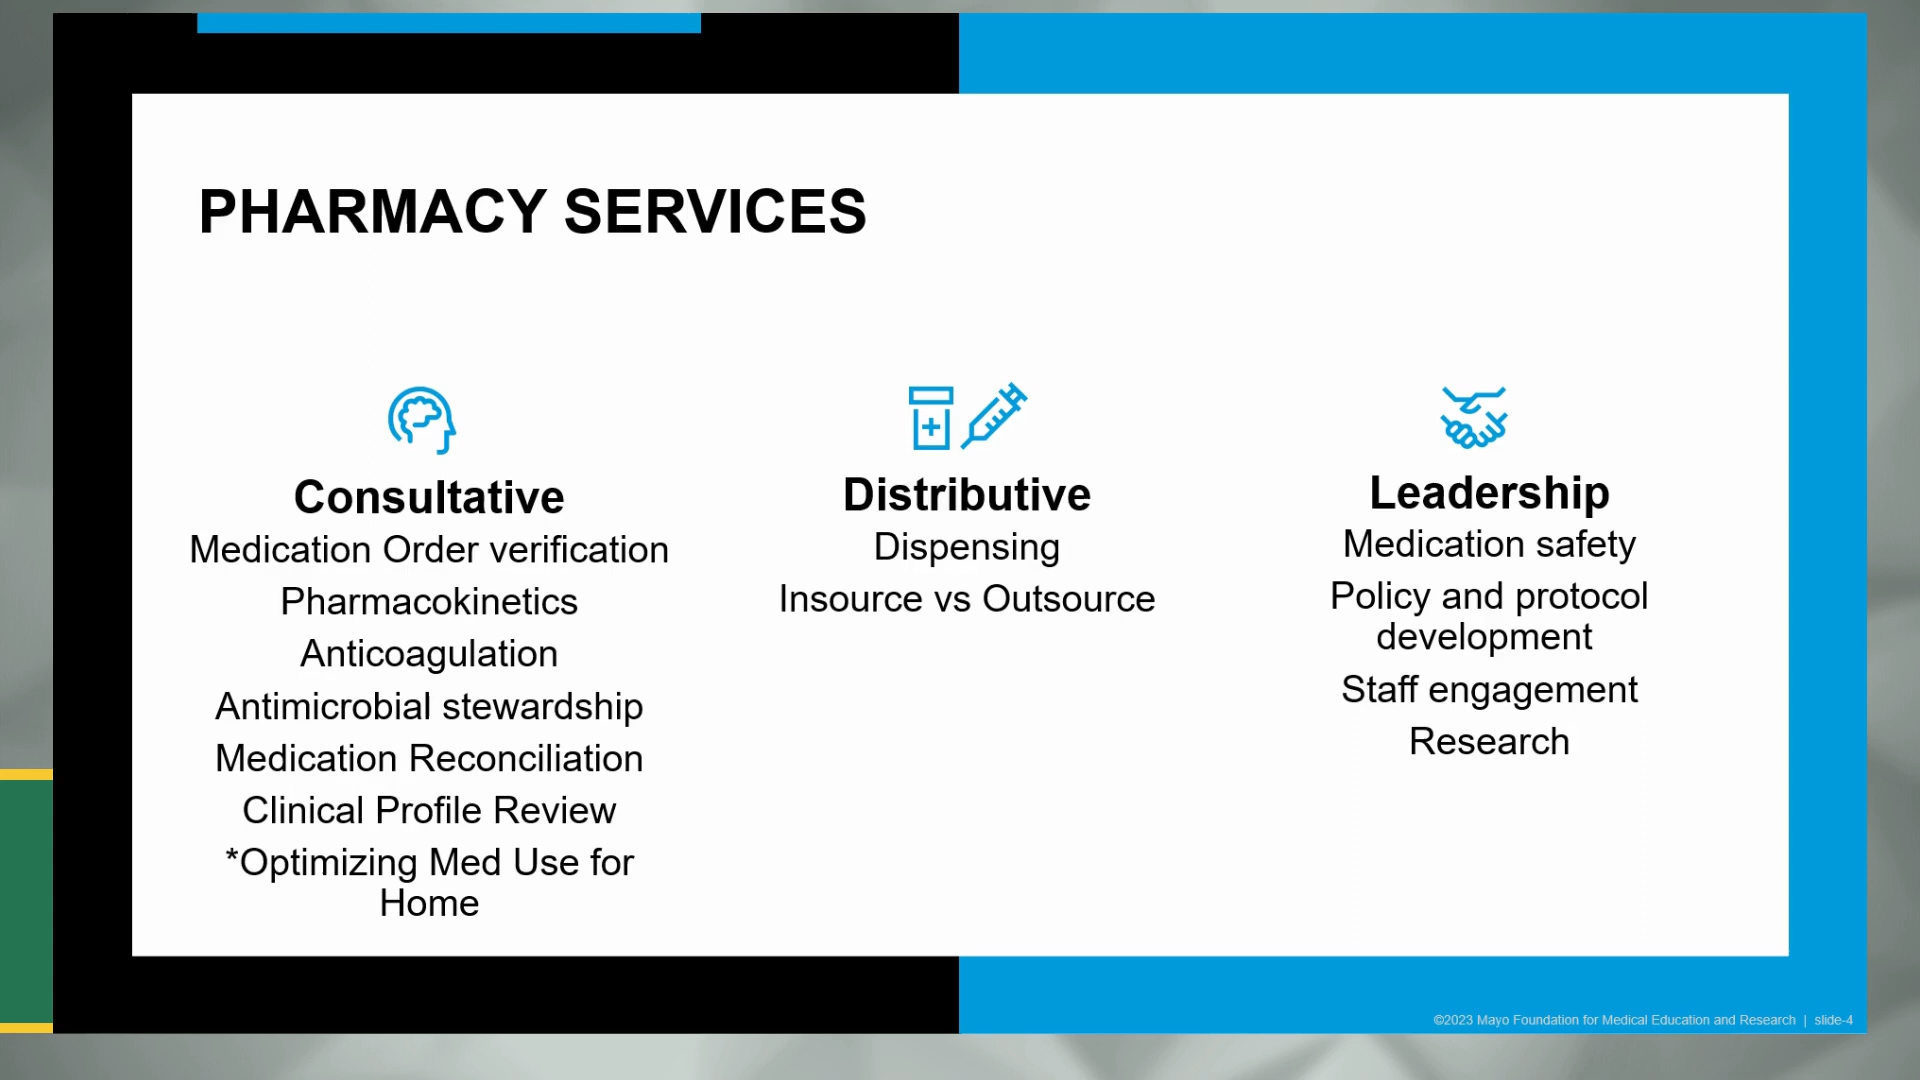 PHARMACY SERVICES
Consultative
Medication Order verification
Pharmacokinetics
Anticoagulation
Antimicrobial stewardship
Medication Reconciliation
Clinical Profile Review
*Optimizing Med Use for
Home
Distributive
Dispensing
Insource vs Outsource
Leadership
Medication safety
Policy and protocol
development
Staff engagement
Research
©2023 Mayo Foundation for Medical Education and Research | slide-4